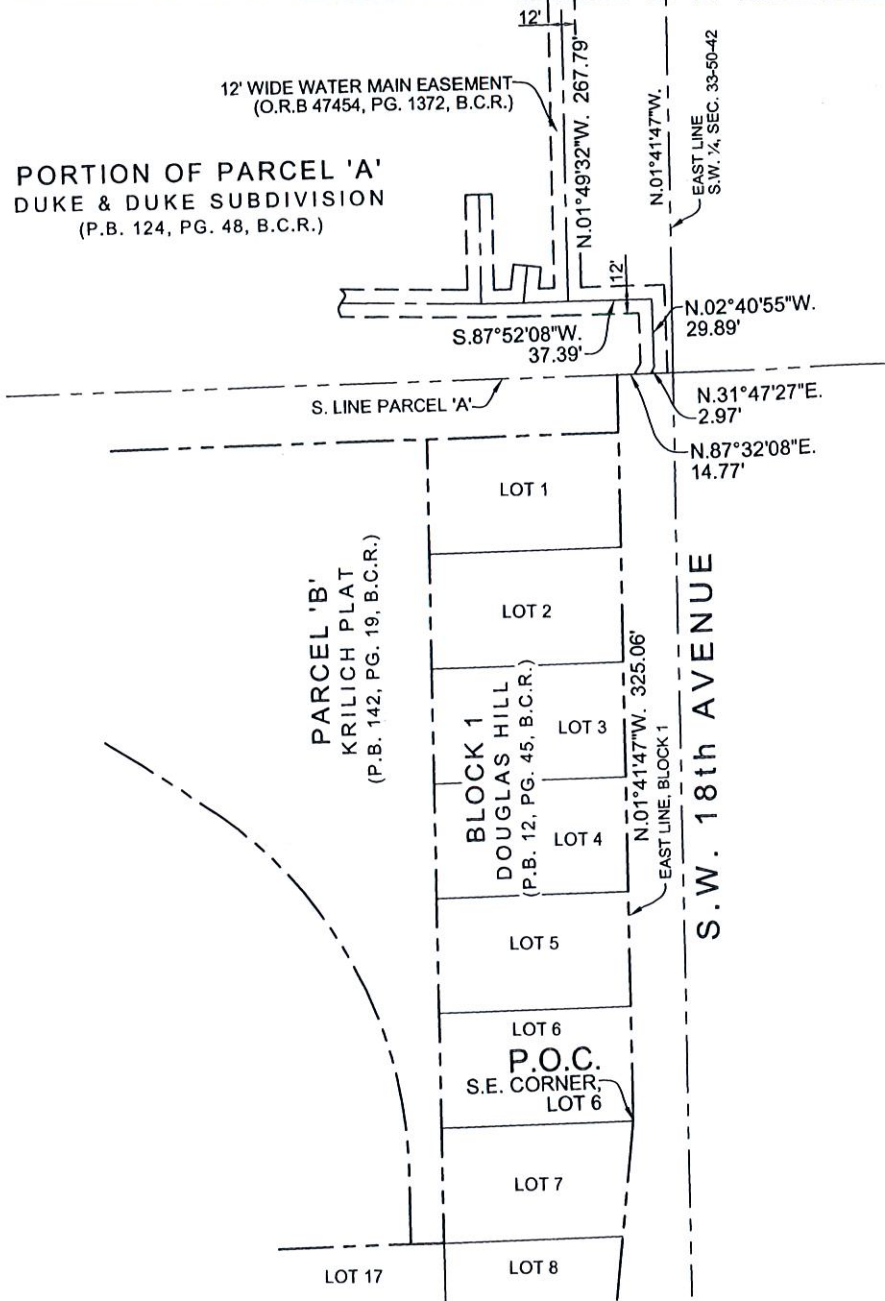 12'
12' WIDE WATER MAIN EASEMENT
(O.R.B 47454, PG. 1372, B.C.R.)
N.01°49'32"W. 267.79'
N.01°41'47"W.
EAST LINE
S.W. ¼, SEC. 33-50-42
PORTION OF PARCEL 'A'
DUKE & DUKE SUBDIVISION
(P.B. 124, PG. 48, B.C.R.)
12'
N.02°40'55"W.
29.89'
S.87°52'08"W.
37.39'
S. LINE PARCEL 'A'
N.31°47'27"E.
2.97'
N.87°32'08"E.
14.77'
LOT 1
LOT 2
PARCEL 'B'
KRILICH PLAT
(P.B. 142, PG. 19, B.C.R.)
BLOCK 1
DOUGLAS HILL
(P.B. 12, PG. 45, B.C.R.)
LOT 3
N.01°41'47"W. 325.06'
EAST LINE, BLOCK 1
S.W. 18th AVENUE
LOT 4
LOT 5
LOT 6
P.O.C.
S.E. CORNER,
LOT 6
LOT 7
LOT 17
LOT 8